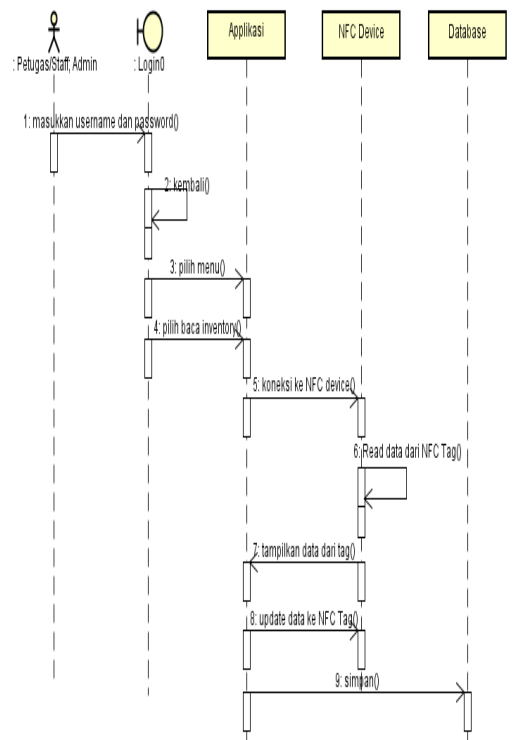 Applikasi
NFC Device
Database
: Petugas/Staff, Admin
: Login0
1: masukkan username dan password()
2: kembali()
3: pilih menu()
4: pilih baca inventory()
5: koneksi ke NFC device()
6: Read data dari NFC Tag()
7: tampilkan data dari tag()
8: update data ke NFC Tag()
9: simpan()